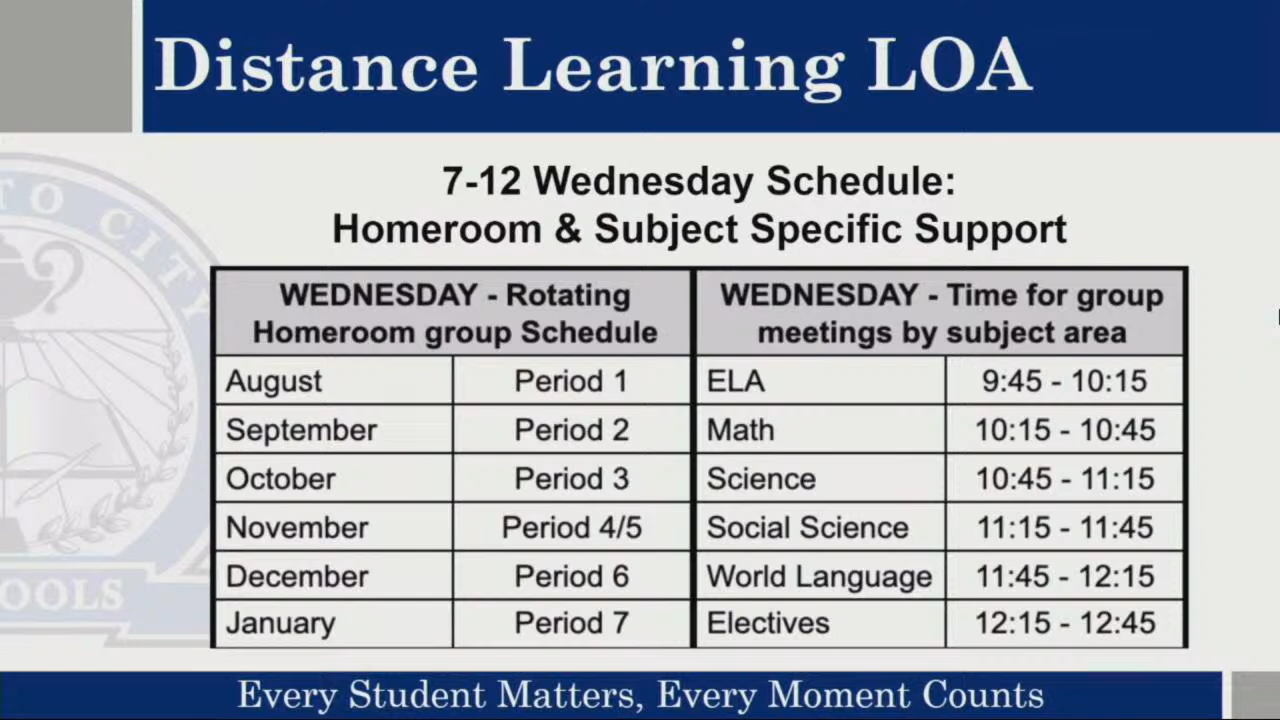 Distance Learning LOA
7-12 Wednesday Schedule:
Homeroom & Subject Specific Support
WEDNESDAY - Rotating Homeroom group Schedule
WEDNESDAY - Time for group meetings by subject area
August Period 1 ELA 9:45 - 10:15
September Period 2 Math 10:15 - 10:45
October Period 3 Science 10:45 - 11:15
November Period 4/5 Social Science 11:15 - 11:45
December Period 6 World Language 11:45 - 12:15
January Period 7 Electives 12:15 - 12:45
TO CITY
OOLS
Every Student Matters, Every Moment Counts